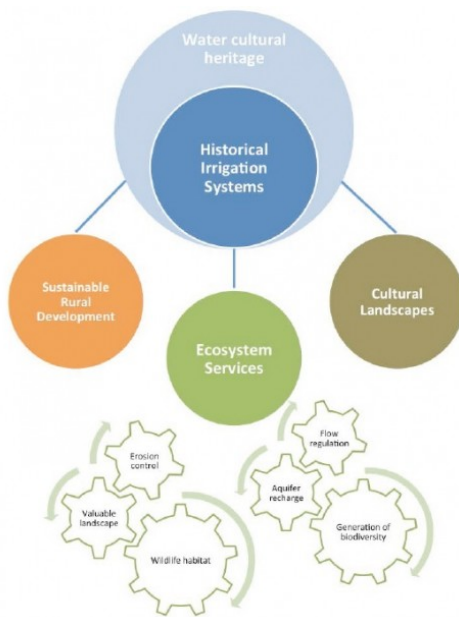 Water cultural
heritage
Historical
Irrigation
Systems
Sustainable
Rural
Development
Ecosystem
Services
Cultural
Landscapes
Erosion
control
Valuable
landscape
Wildlife habitat
Flow
regulation
Aquifer
recharge
Generation of
biodiversity